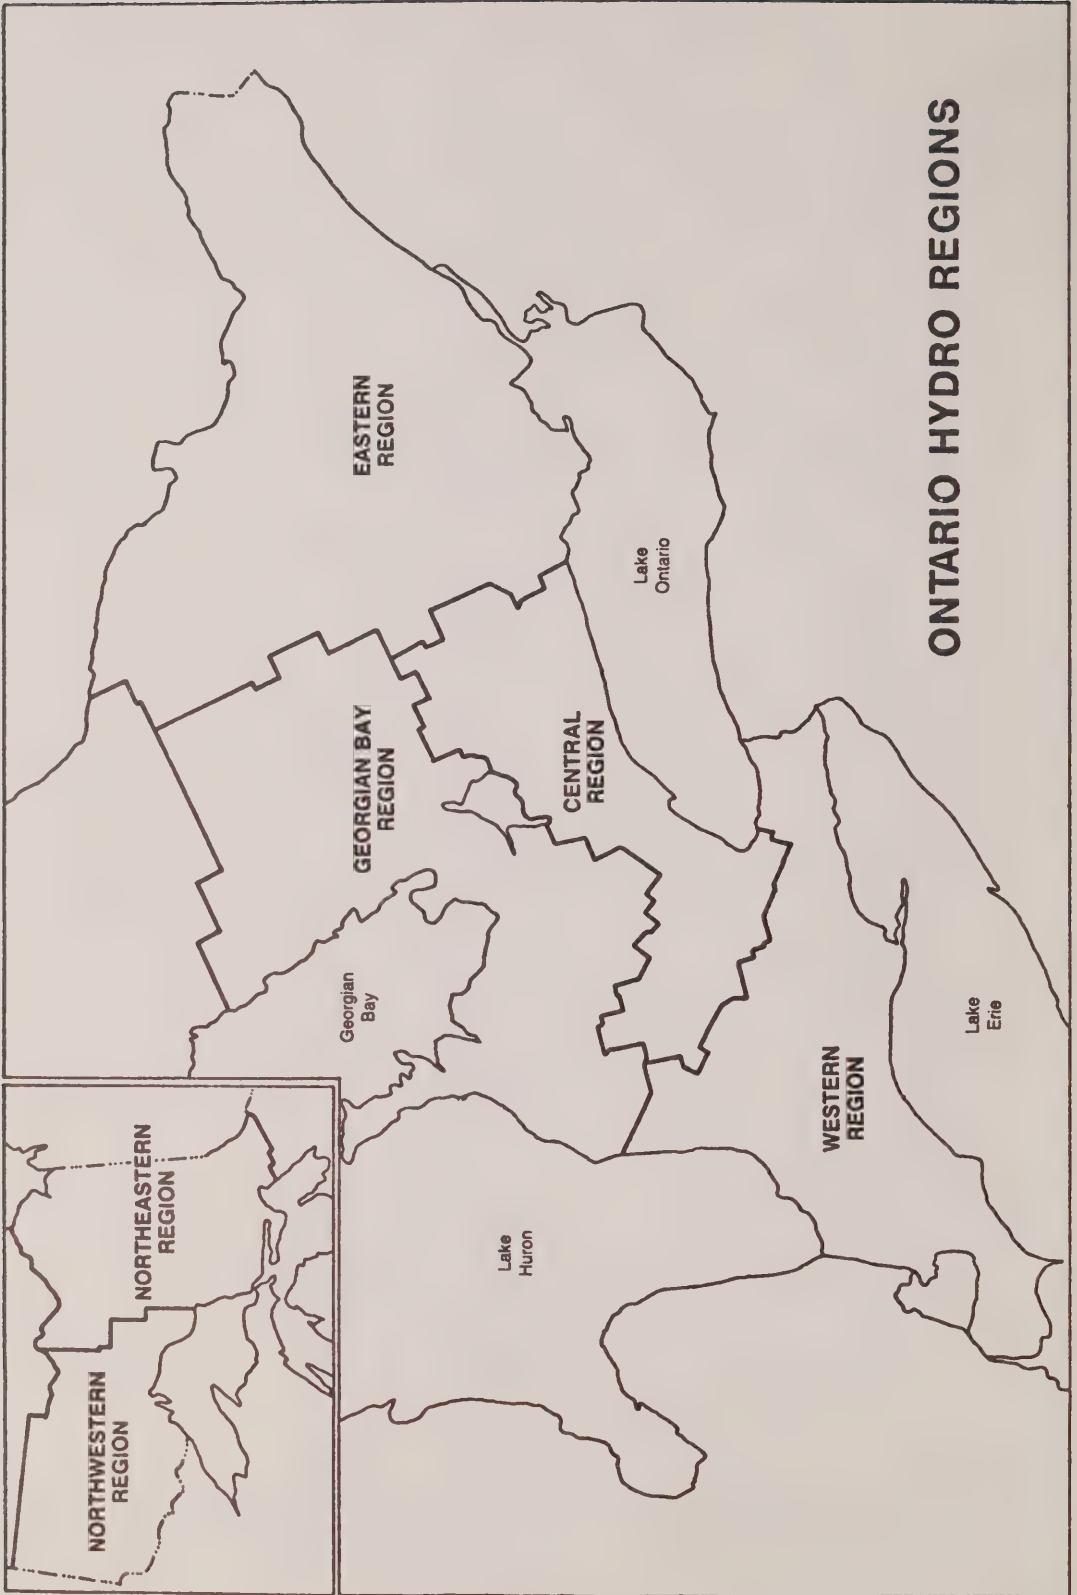 NORTHWESTERN
REGION
NORTHEASTERN
REGION
Georgian
Bay
GEORGIAN BAY
REGION
EASTERN
REGION
Lake
Huron
CENTRAL
REGION
Lake
Ontario
WESTERN
REGION
Lake
Erie
ONTARIO HYDRO REGIONS